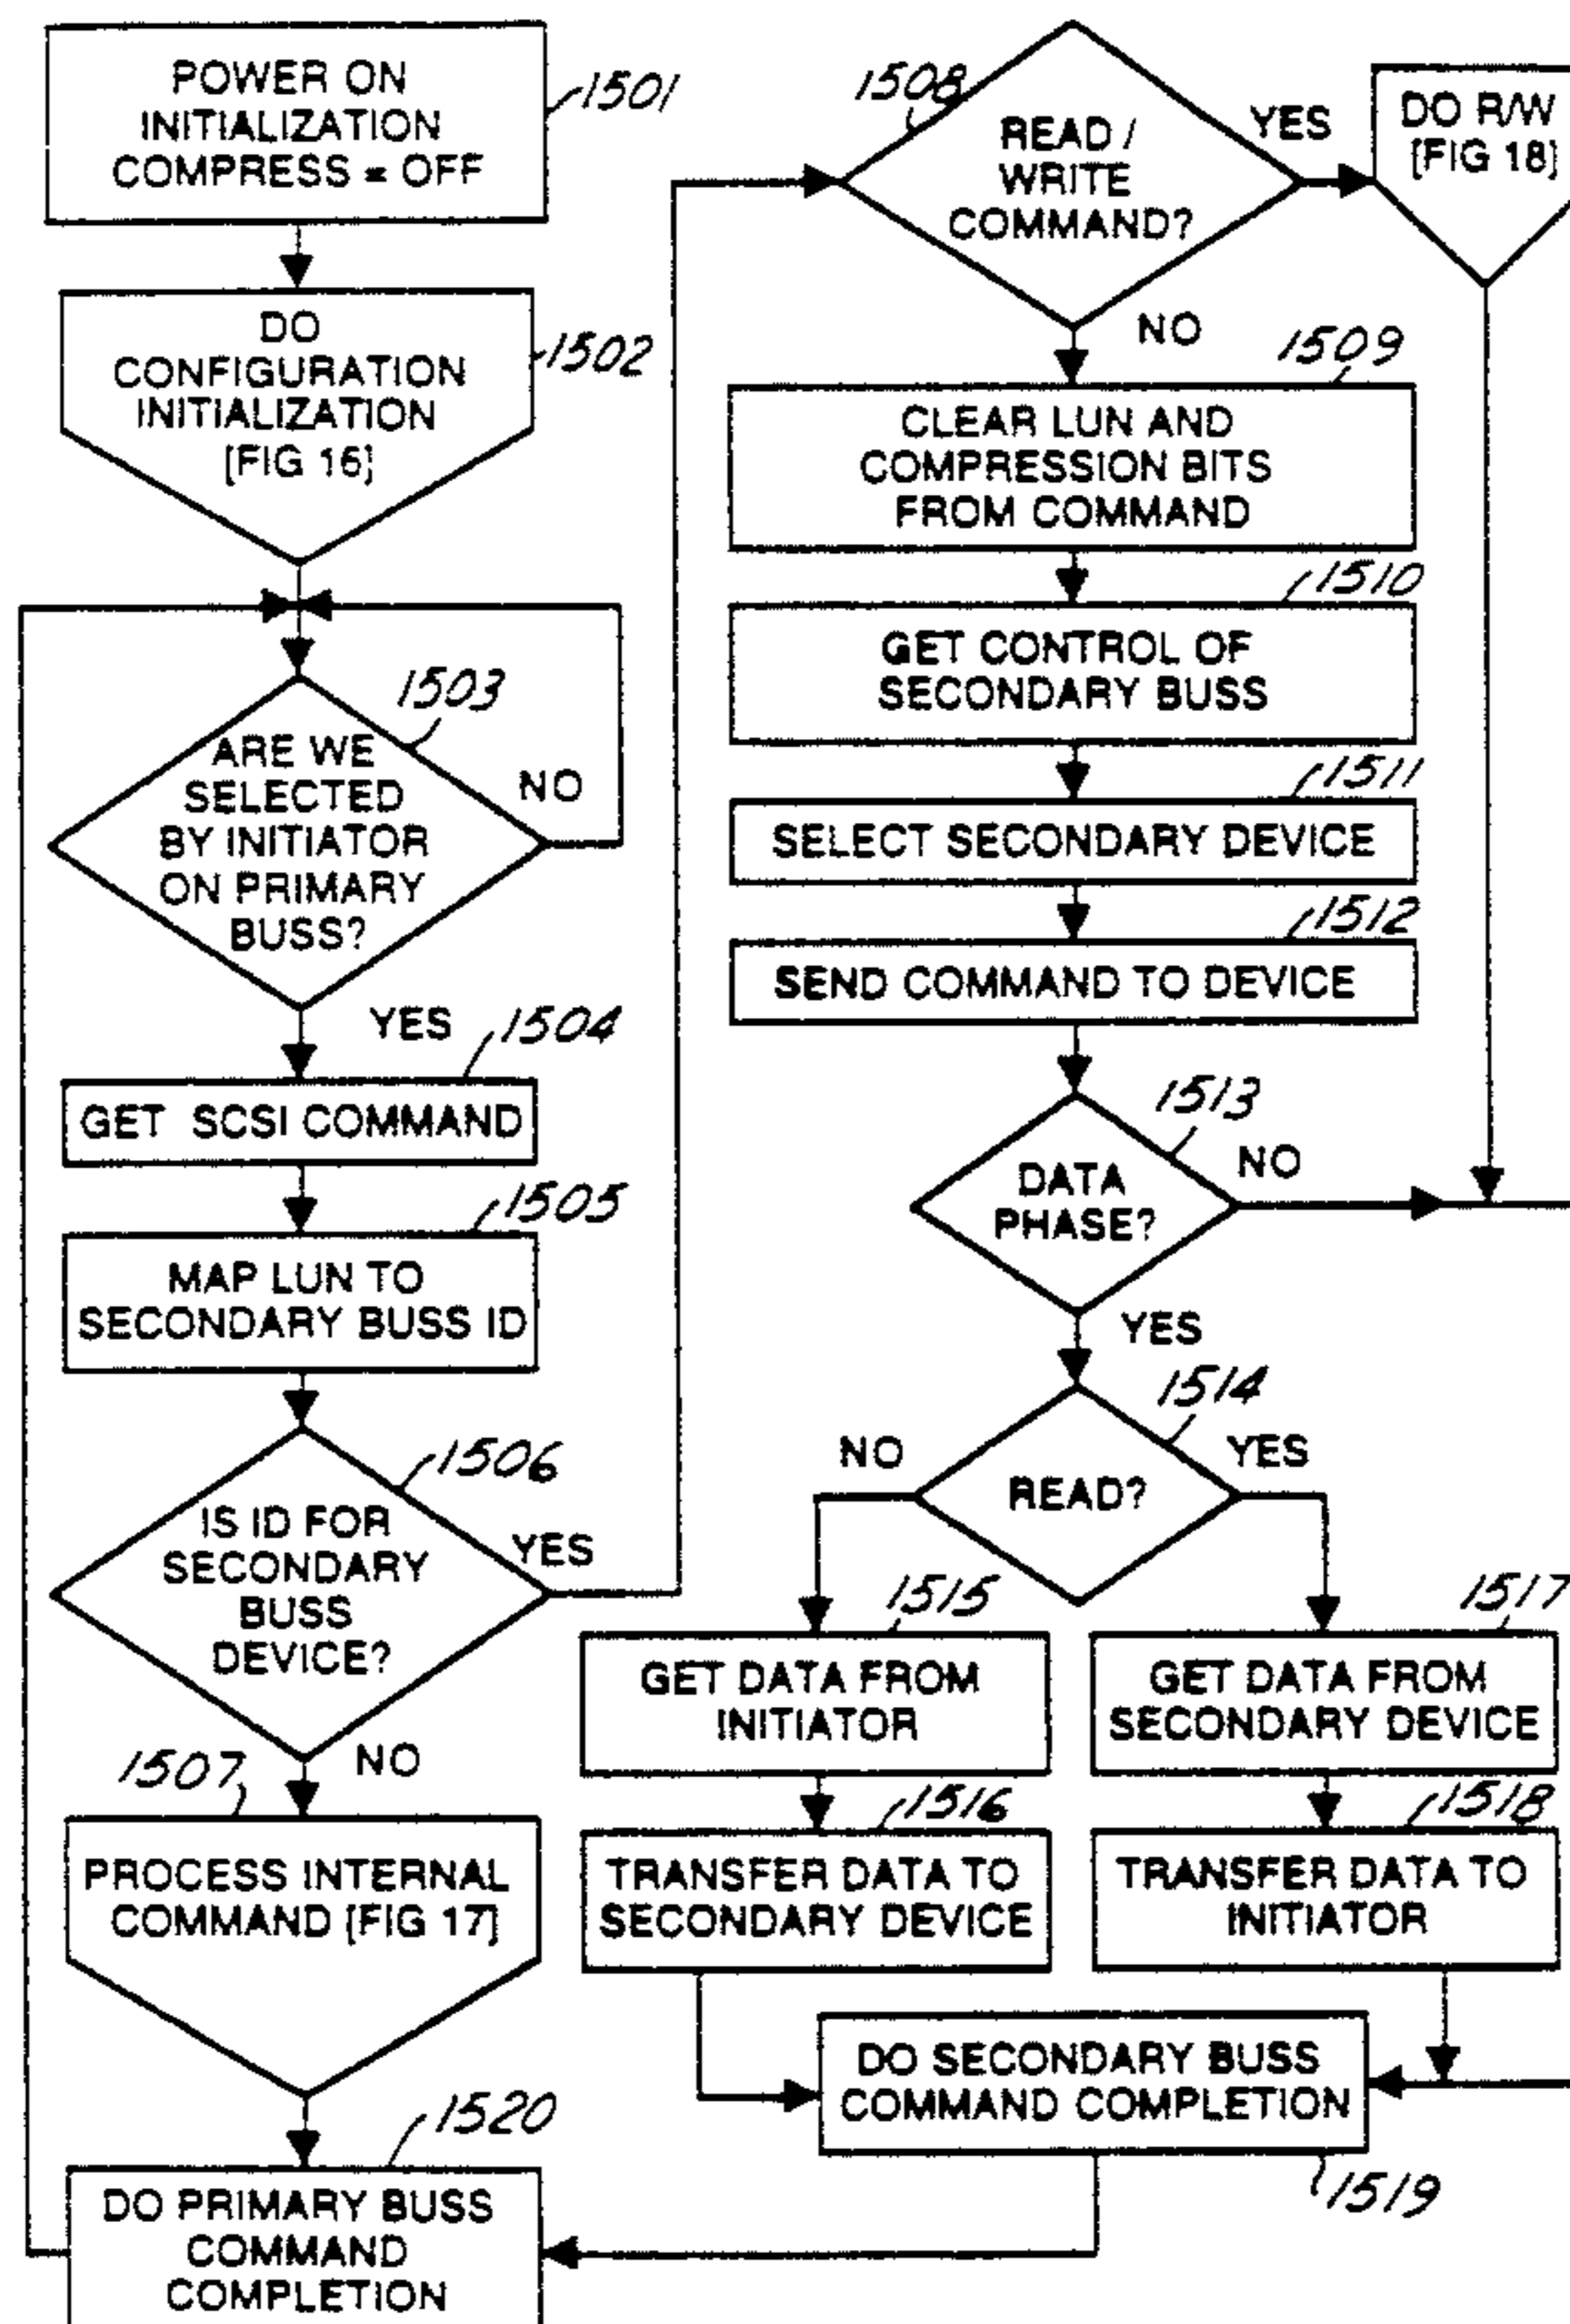 POWER ON
INITIALIZATION
COMPRESS = OFF
1501
DO
CONFIGURATION
INITIALIZATION
[FIG 16]
1502
1503
ARE WE
SELECTED
BY INITIATOR
ON PRIMARY
BUSS?
NO
YES
1504
GET SCSI COMMAND
1505
MAP LUN TO
SECONDARY BUSS ID
1506
IS ID FOR
SECONDARY
BUSS
DEVICE?
YES
NO
1507
PROCESS INTERNAL
COMMAND [FIG 17]
1520
DO PRIMARY BUSS
COMMAND
COMPLETION
1508
READ /
WRITE
COMMAND?
YES
DO R/W
[FIG 18]
NO
1509
CLEAR LUN AND
COMPRESSION BITS
FROM COMMAND
1510
GET CONTROL OF
SECONDARY BUSS
1511
SELECT SECONDARY DEVICE
1512
SEND COMMAND TO DEVICE
1513
DATA
PHASE?
NO
YES
1514
READ?
NO
YES
1515
GET DATA FROM
INITIATOR
1516
TRANSFER DATA TO
SECONDARY DEVICE
1517
GET DATA FROM
SECONDARY DEVICE
1518
TRANSFER DATA TO
INITIATOR
DO SECONDARY BUSS
COMMAND COMPLETION
1519